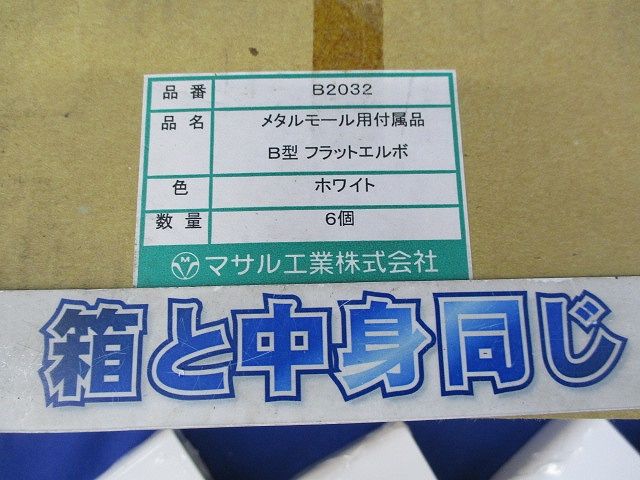 品番 B2032
品名 メタルモール用付属品
B型 フラットエルボ
色 ホワイト
数量 6個
マサル工業株式会社
箱と中身同じ